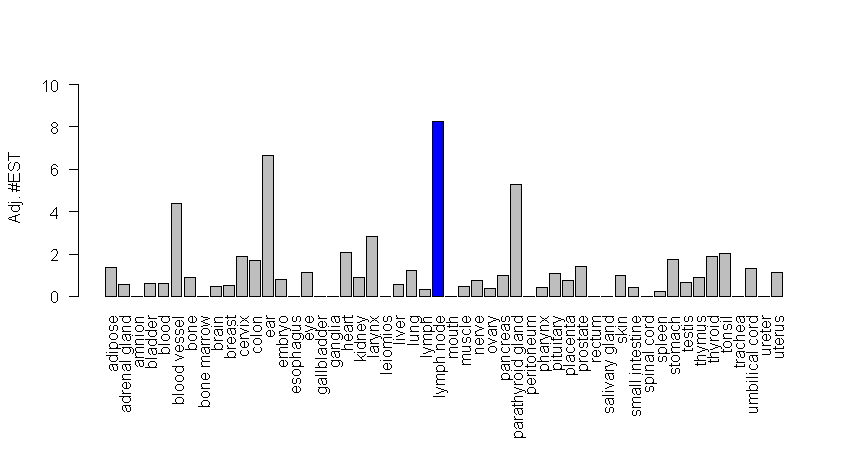 10
8
6
4
2
0
Adj. #EST
adipose
adrenal gland
amnion
bladder
blood
blood vessel
bone
bone marrow
brain
breast
cervix
colon
ear
embryo
esophagus
eye
gallbladder
ganglia
heart
kidney
larynx
leiomios
liver
lung
lymph
lymph node
mouth
muscle
nerve
ovary
pancreas
parathyroid gland
peritoneum
pharynx
pituitary
placenta
prostate
rectum
salivary gland
skin
small intestine
spinal cord
spleen
stomach
testis
thymus
thyroid
tonsil
trachea
umbilical cord
ureter
uterus